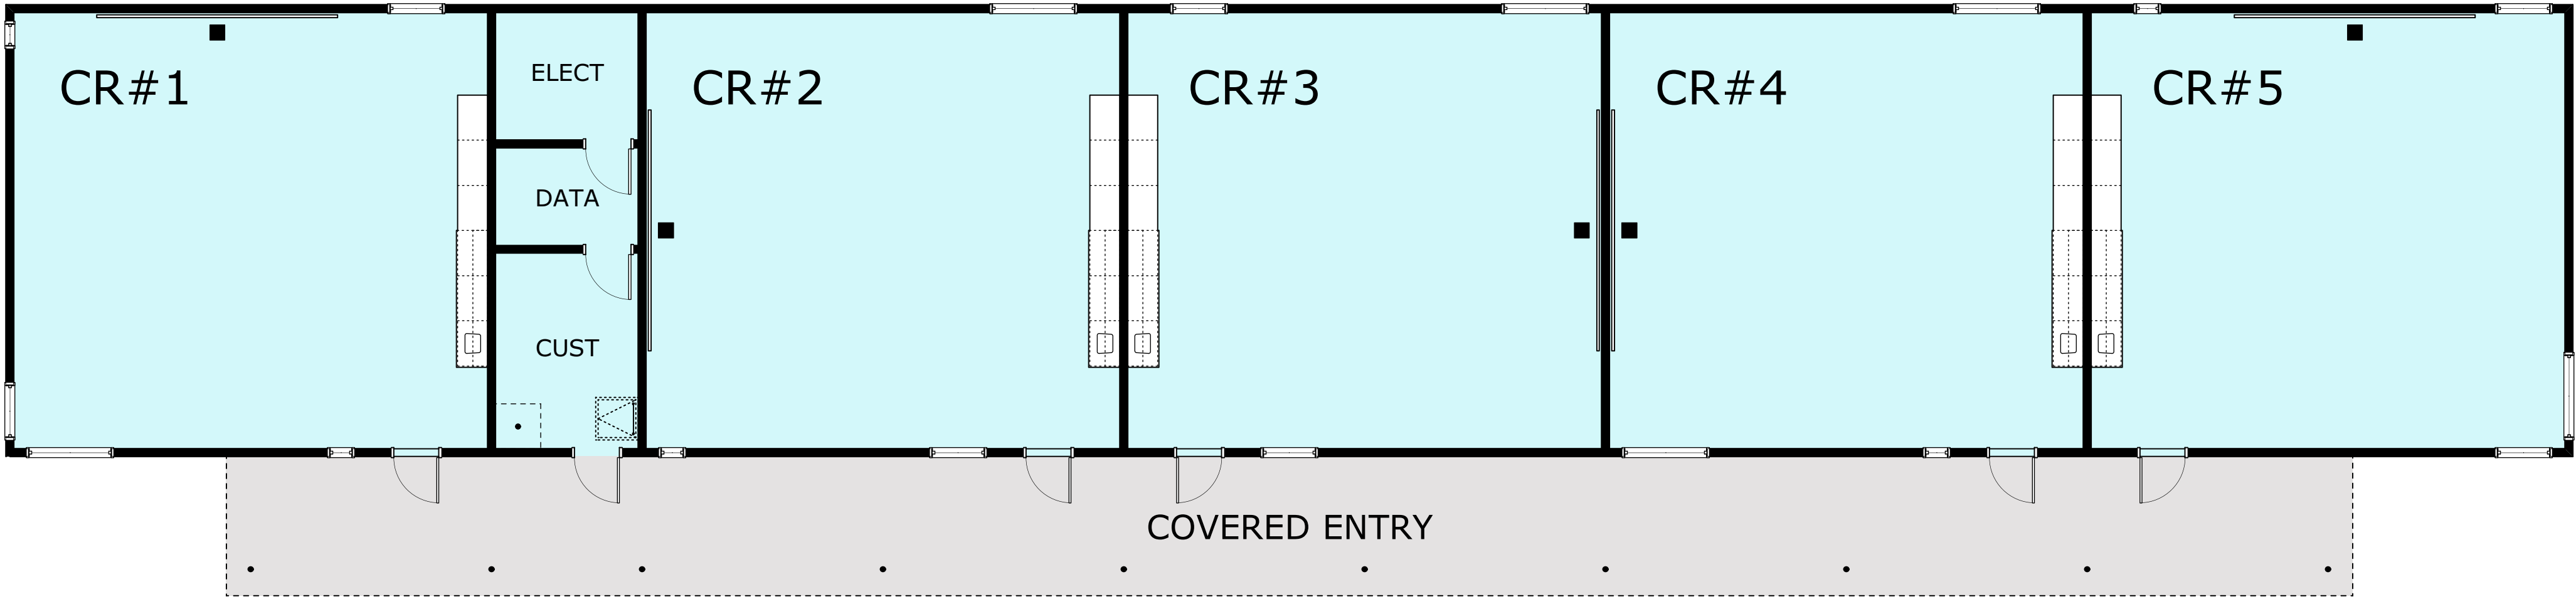 CR#1
ELECT
DATA
CUST
CR#2
CR#3
CR#4
CR#5
COVERED ENTRY